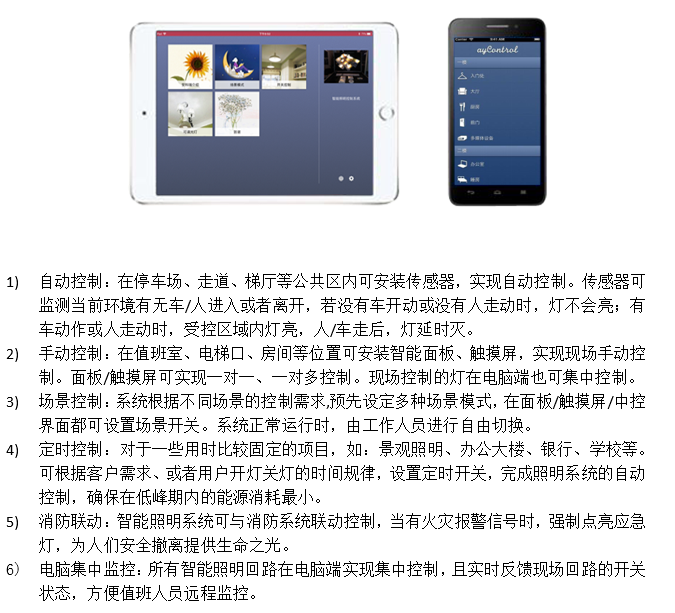 ayControl
大厅
办公室
1) 自动控制：在停车场、走道、梯厅等公共区内可安装传感器，实现自动控制。传感器可
监测当前环境有无车/人进入或者离开，若没有车开动或没有人走动时，灯不会亮；有
车动作或人走动时，受控区域内灯亮，人/车走后，灯延时灭。
2) 手动控制：在值班室、电梯口、房间等位置可安装智能面板、触摸屏，实现现场手动控
制。面板/触摸屏可实现一对一、一对多控制。现场控制的灯在电脑端也可集中控制。
3) 场景控制：系统根据不同场景的控制需求,预先设定多种场景模式，在面板/触摸屏/中控
界面都可设置场景开关。系统正常运行时，由工作人员进行自由切换。
4) 定时控制：对于一些用时比较固定的项目，如：景观照明、办公大楼、银行、学校等。
可根据客户需求、或者用户开灯关灯的时间规律，设置定时开关，完成照明系统的自动
控制，确保在低峰期内的能源消耗最小。
5) 消防联动：智能照明系统可与消防系统联动控制，当有火灾报警信号时，强制点亮应急
灯，为人们安全撤离提供生命之光。
6） 电脑集中监控：所有智能照明回路在电脑端实现集中控制，且实时反馈现场回路的开关
状态，方便值班人员远程监控。